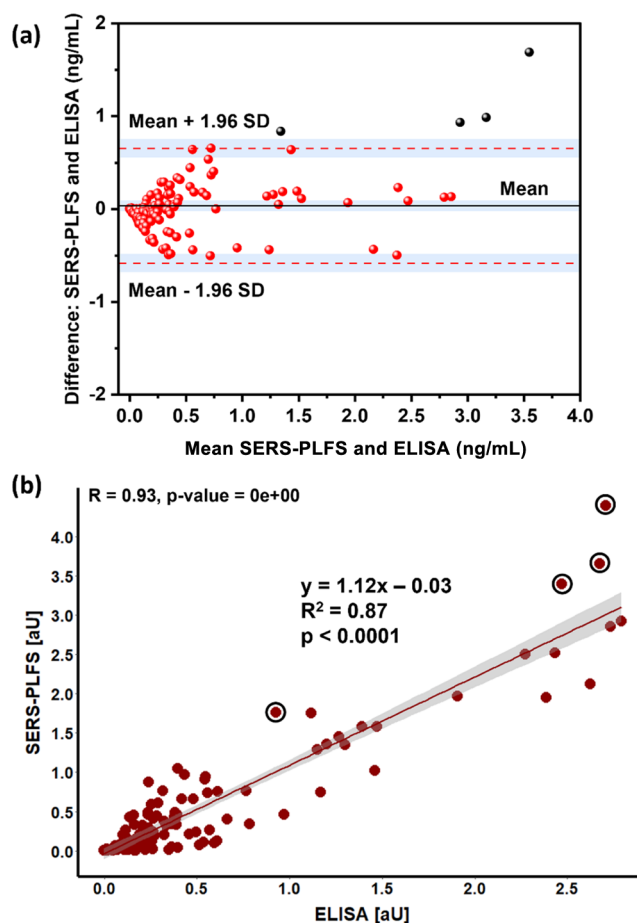 (a)
Difference: SERS-PLFS and ELISA (ng/mL)
2
1
0
-1
-2
Mean + 1.96 SD
Mean
Mean - 1.96 SD
0.0 0.5 1.0 1.5 2.0 2.5 3.0 3.5 4.0
Mean SERS-PLFS and ELISA (ng/mL)
(b)
R = 0.93, p-value = 0e+00
SERS-PLFS [aU]
4.0
3.5
3.0
2.5
2.0
1.5
1.0
0.5
0.0
y = 1.12x – 0.03
R² = 0.87
p < 0.0001
0.0 0.5 1.0 1.5 2.0 2.5
ELISA [aU]